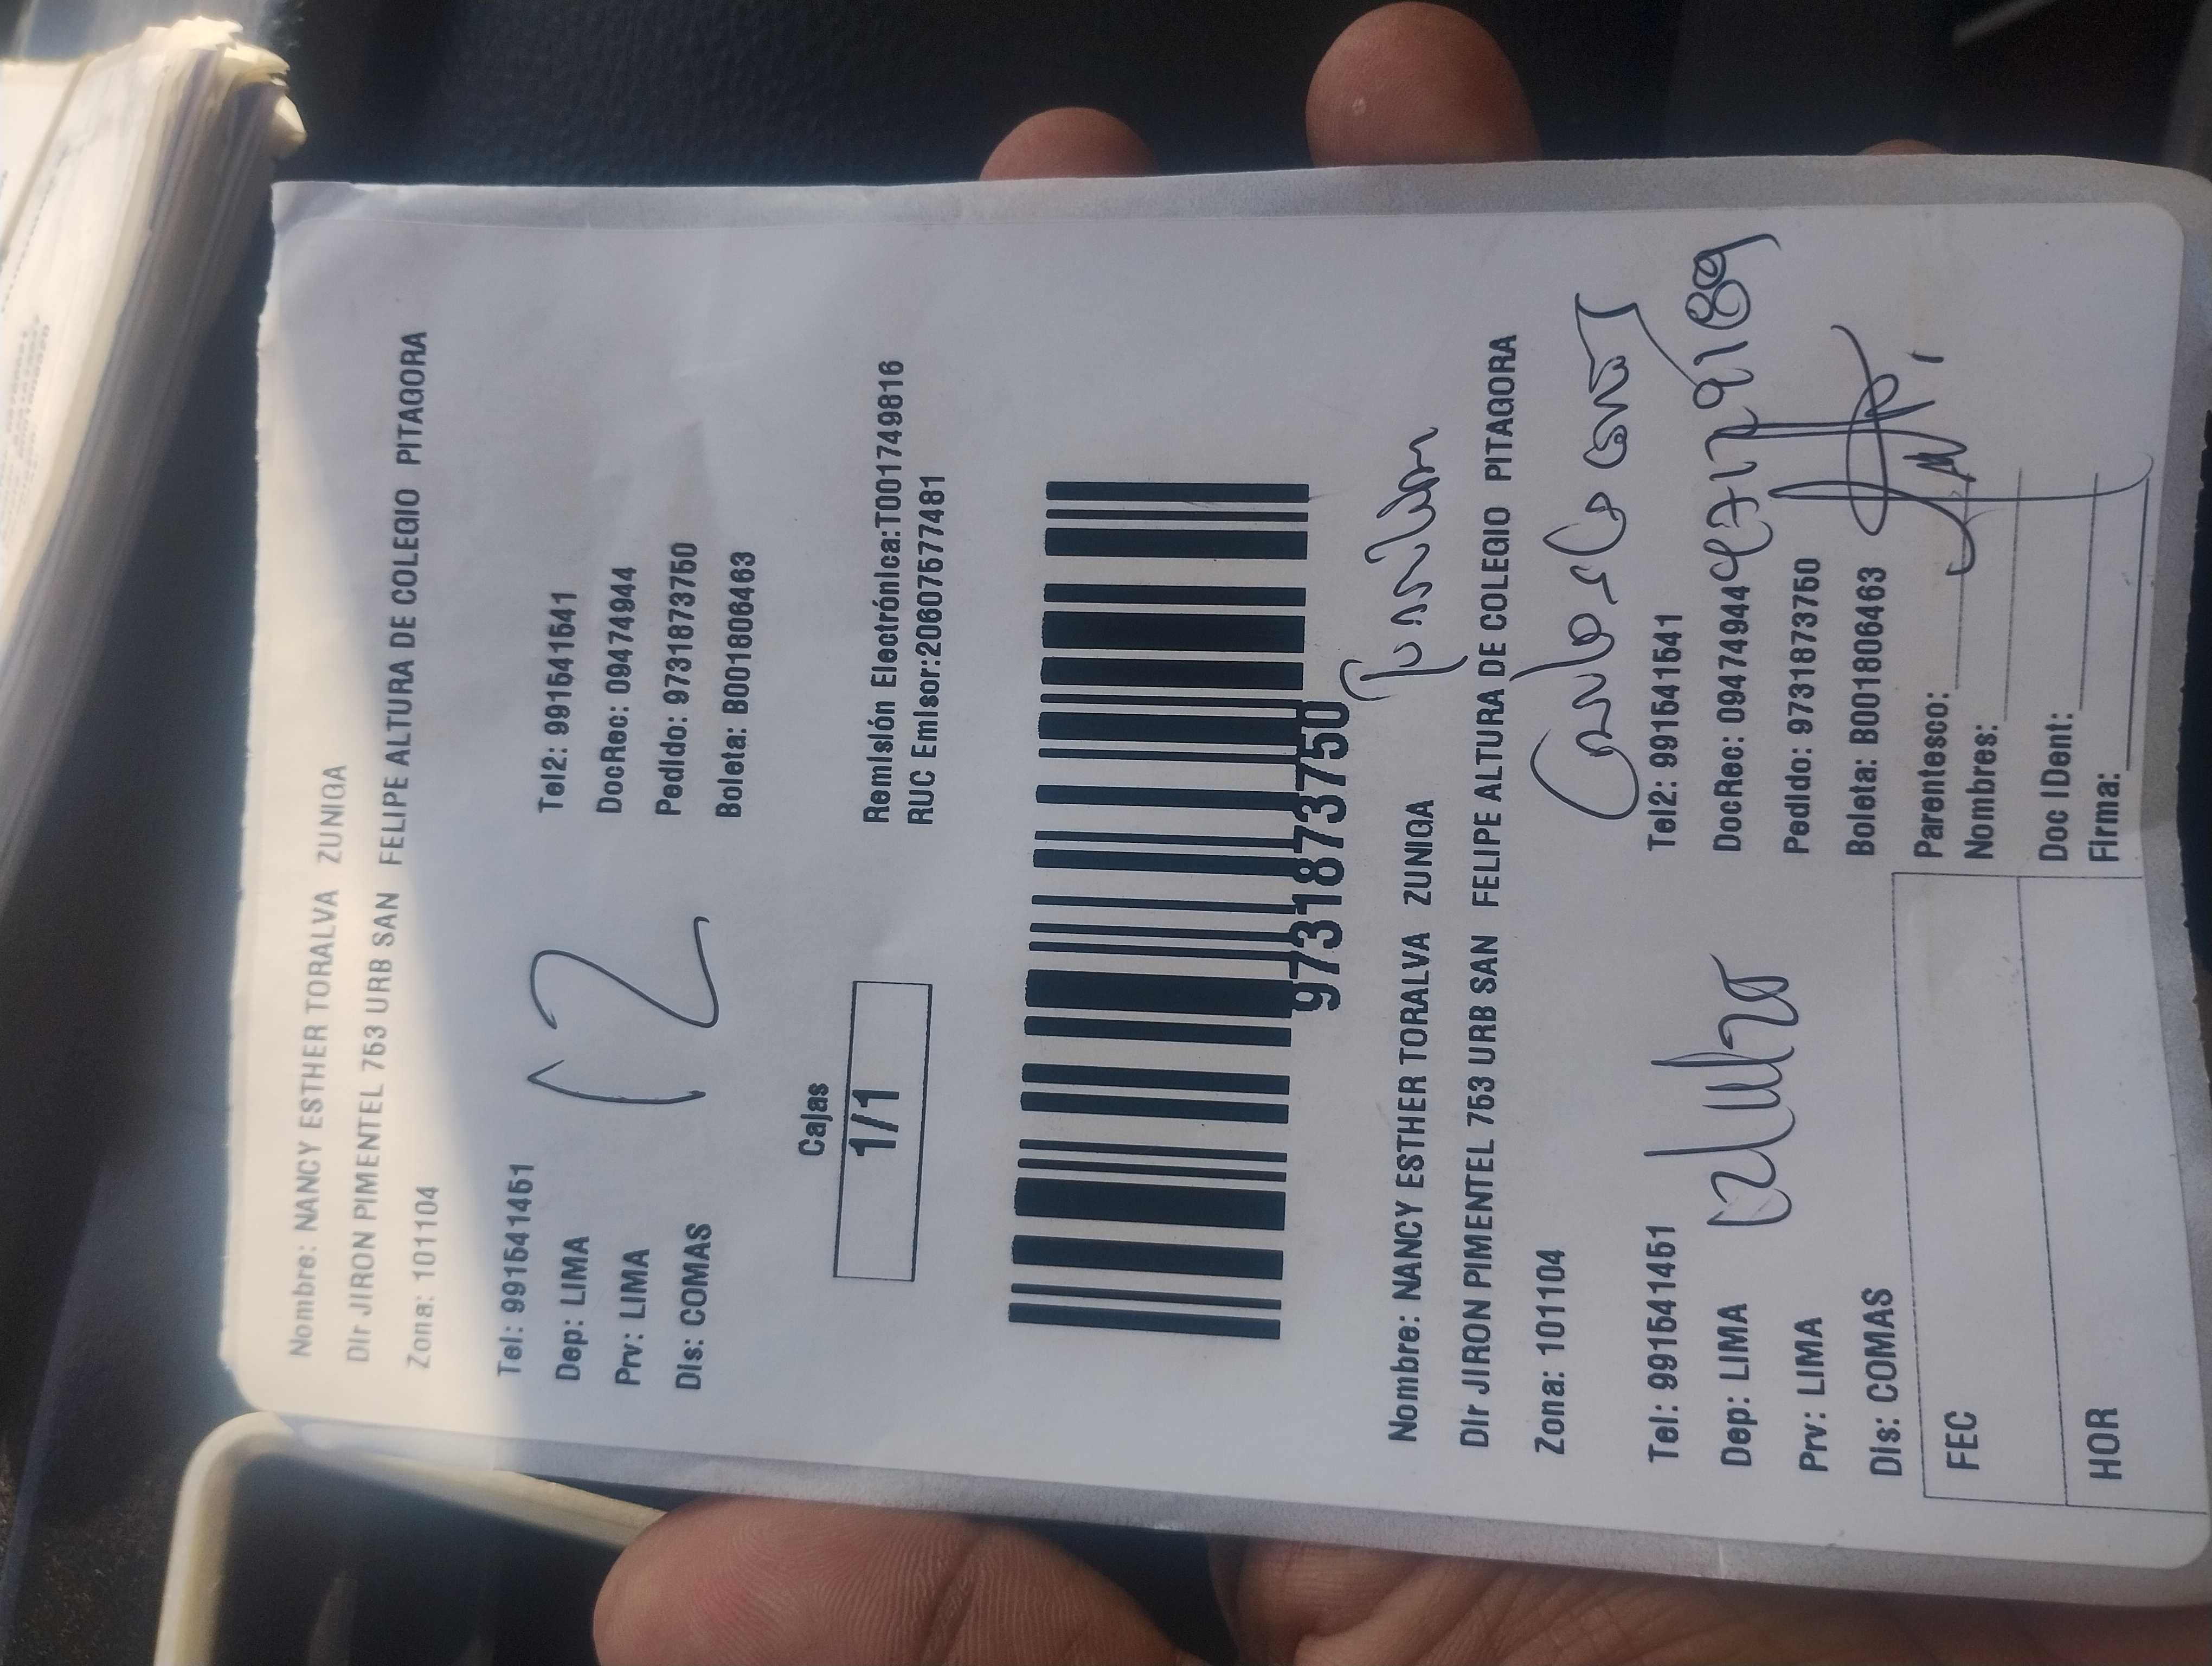 Nombre: NANCY ESTHER TORALVA ZUNIGA
Dir JIRON PIMENTEL 753 URB SAN FELIPE ALTURA DE COLEGIO PITAGORA
Zona: 101104
Tel: 991541451 Tel2: 991541541
Dep: LIMA DocRec: 09474944
Prv: LIMA Pedido: 9731873750
Dis: COMAS Boleta: B001806463
12
Cajas
1/1
Remisión Electrónica:T001749816
RUC Emisor:20607577481
9731873750
Nombre: NANCY ESTHER TORALVA ZUNIGA
Dir JIRON PIMENTEL 753 URB SAN FELIPE ALTURA DE COLEGIO PITAGORA
Zona: 101104
Tel: 991541451 Tel2: 991541541
Dep: LIMA DocRec: 09474944
Prv: LIMA Pedido: 9731873750
Dis: COMAS Boleta: B001806463
FEC
HOR
Parentesco:
Nombres:
Doc IDent:
Firma: